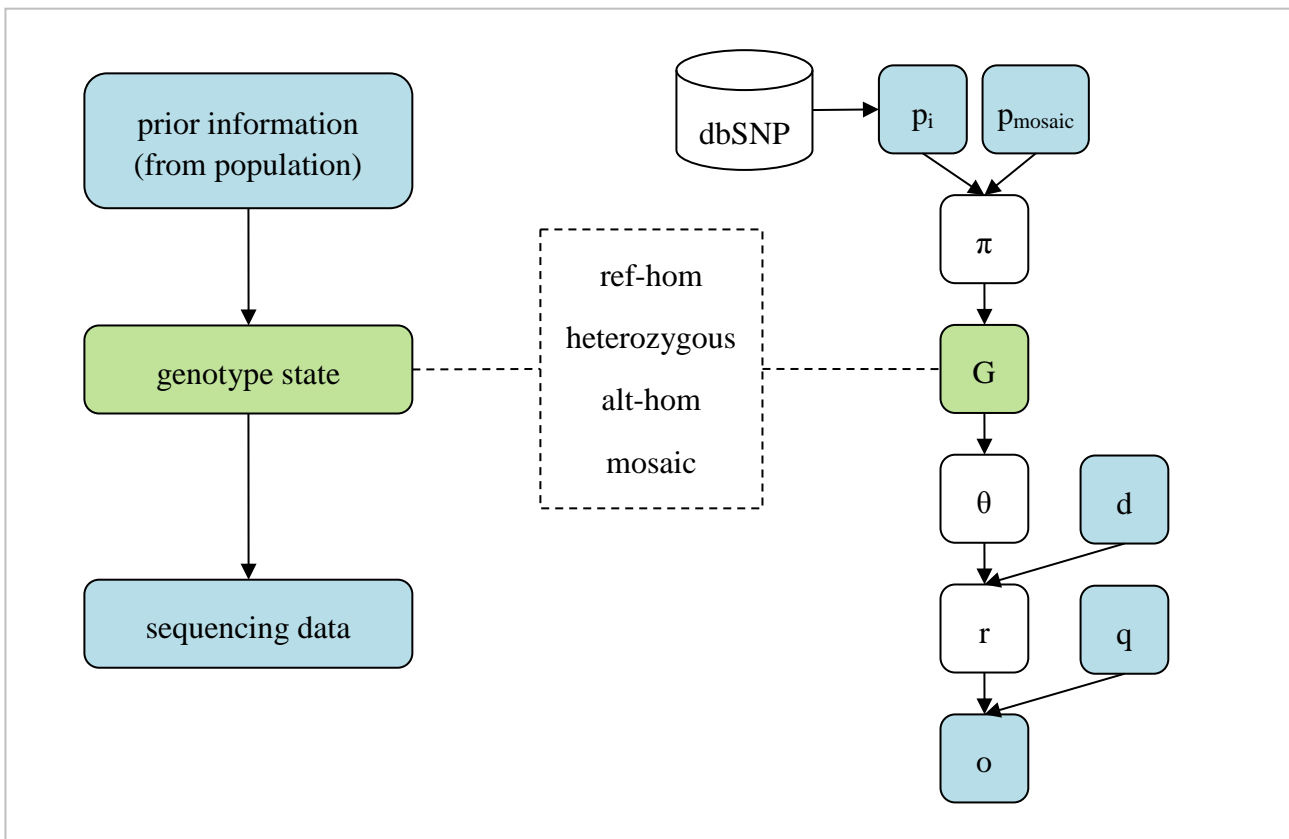 prior information
(from population)
genotype state
sequencing data
ref-hom
heterozygous
alt-hom
mosaic
dbSNP
pi
pmosaic
π
G
θ
d
r
q
o